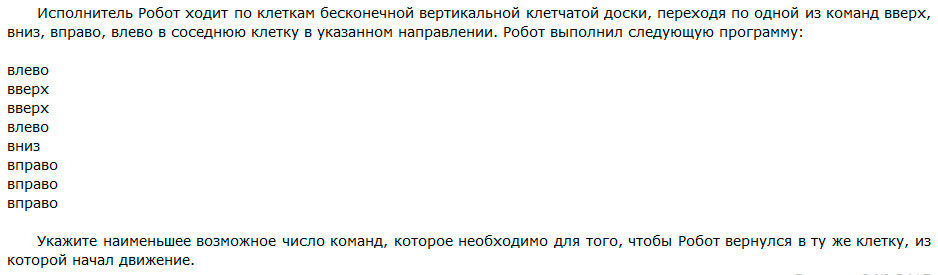 Исполнитель Робот ходит по клеткам бесконечной вертикальной клетчатой доски, переходя по одной из команд вверх,
вниз, вправо, влево в соседнюю клетку в указанном направлении. Робот выполнил следующую программу:
влево
вверх
вверх
влево
вниз
вправо
вправо
вправо
Укажите наименьшее возможное число команд, которое необходимо для того, чтобы Робот вернулся в ту же клетку, из
которой начал движение.